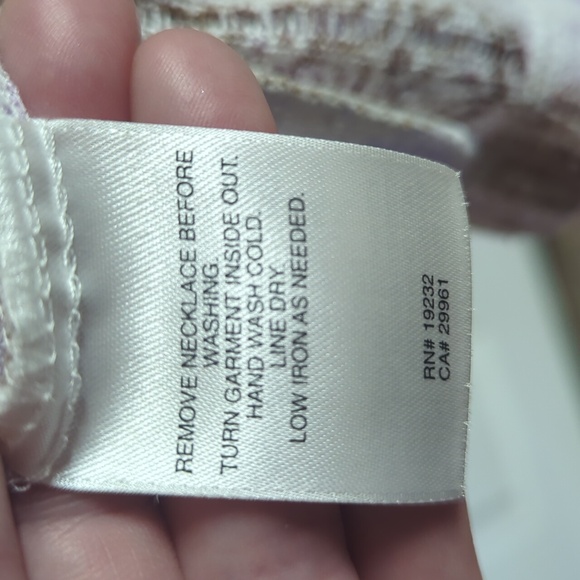 REMOVE NECKLACE BEFORE
WASHING.
TURN GARMENT INSIDE OUT.
HAND WASH COLD.
LINE DRY.
LOW IRON AS NEEDED.
RN# 19232
CA# 29961